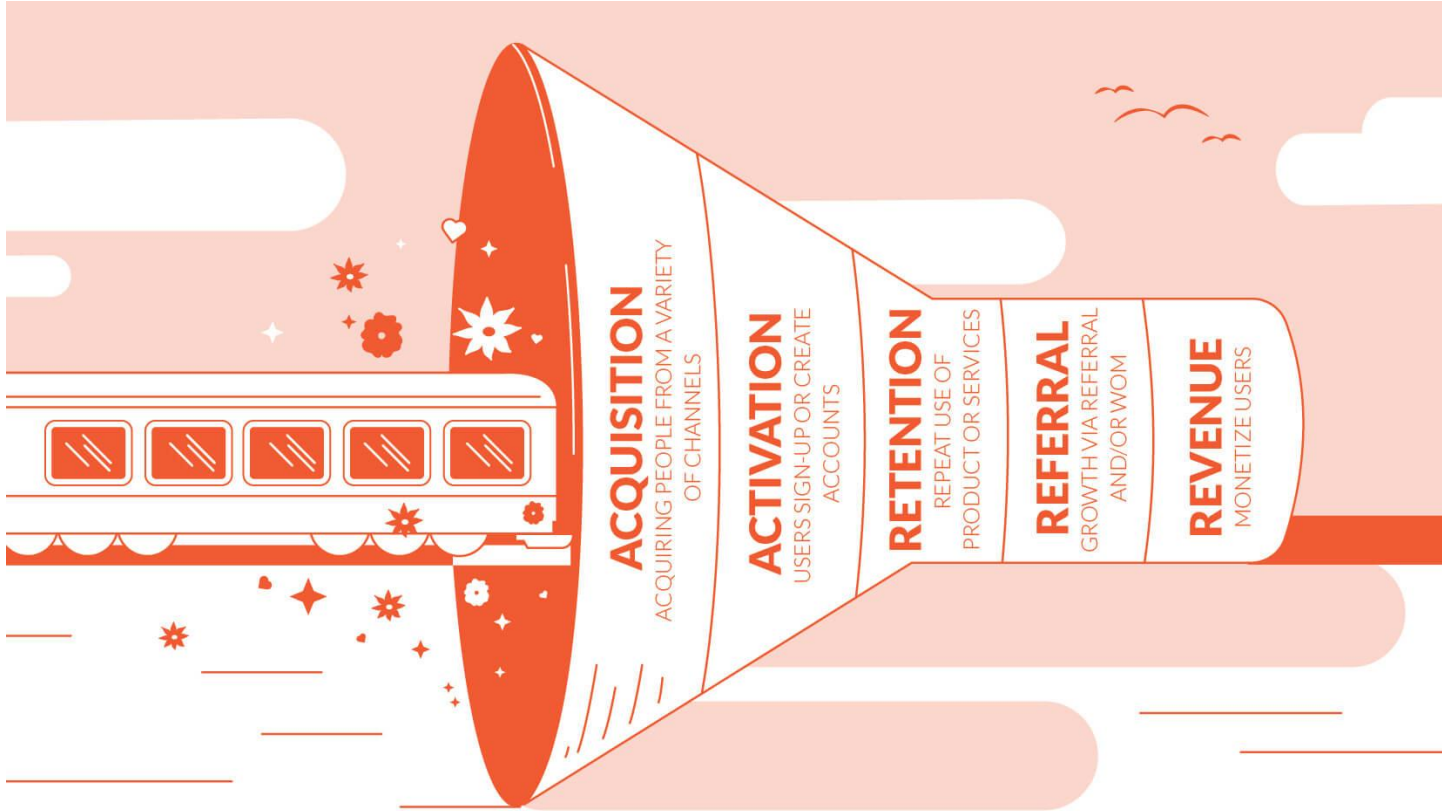 ACQUISITION
ACQUIRING PEOPLE FROM A VARIETY
OF CHANNELS
ACTIVATION
USERS SIGN-UP OR CREATE
ACCOUNTS
RETENTION
REPEAT USE OF
PRODUCT OR SERVICES
REFERRAL
GROWTH VIA REFERRAL
AND/OR WOM
REVENUE
MONETIZE USERS